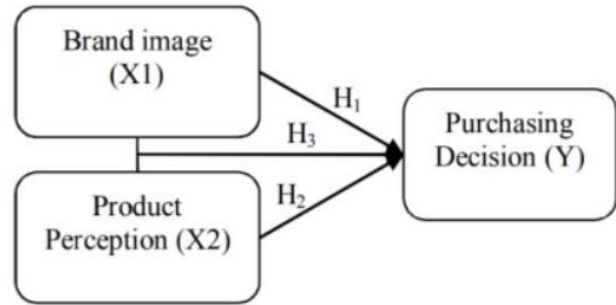 Brand image
(X1)
H₁
Purchasing
Decision (Y)
H₃
H₂
Product
Perception (X2)